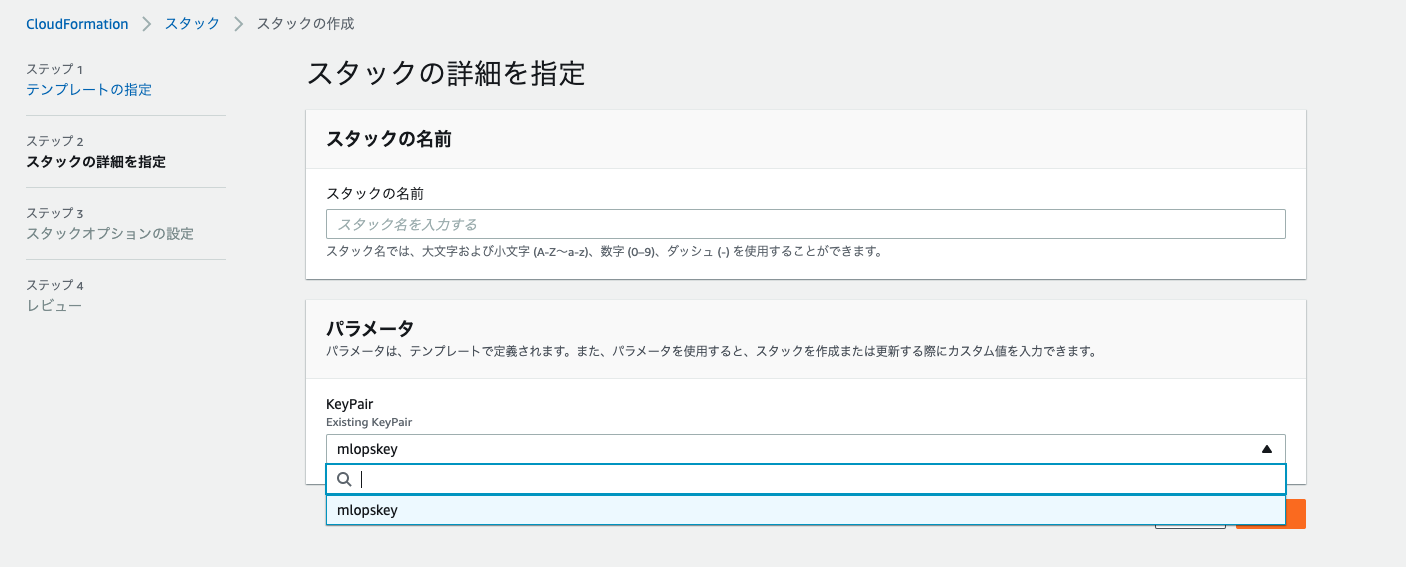 CloudFormation > スタック > スタックの作成
ステップ 1
テンプレートの指定
ステップ 2
スタックの詳細を指定
ステップ 3
スタックオプションの設定
ステップ 4
レビュー
スタックの詳細を指定
スタックの名前
スタックの名前
スタック名を入力する
スタック名では、大文字および小文字 (A-Z～a-z)、数字 (0–9)、ダッシュ (-) を使用することができます。
パラメータ
パラメータは、テンプレートで定義されます。また、パラメータを使用すると、スタックを作成または更新する際にカスタム値を入力できます。
KeyPair
Existing KeyPair
mlopskey
mlopskey